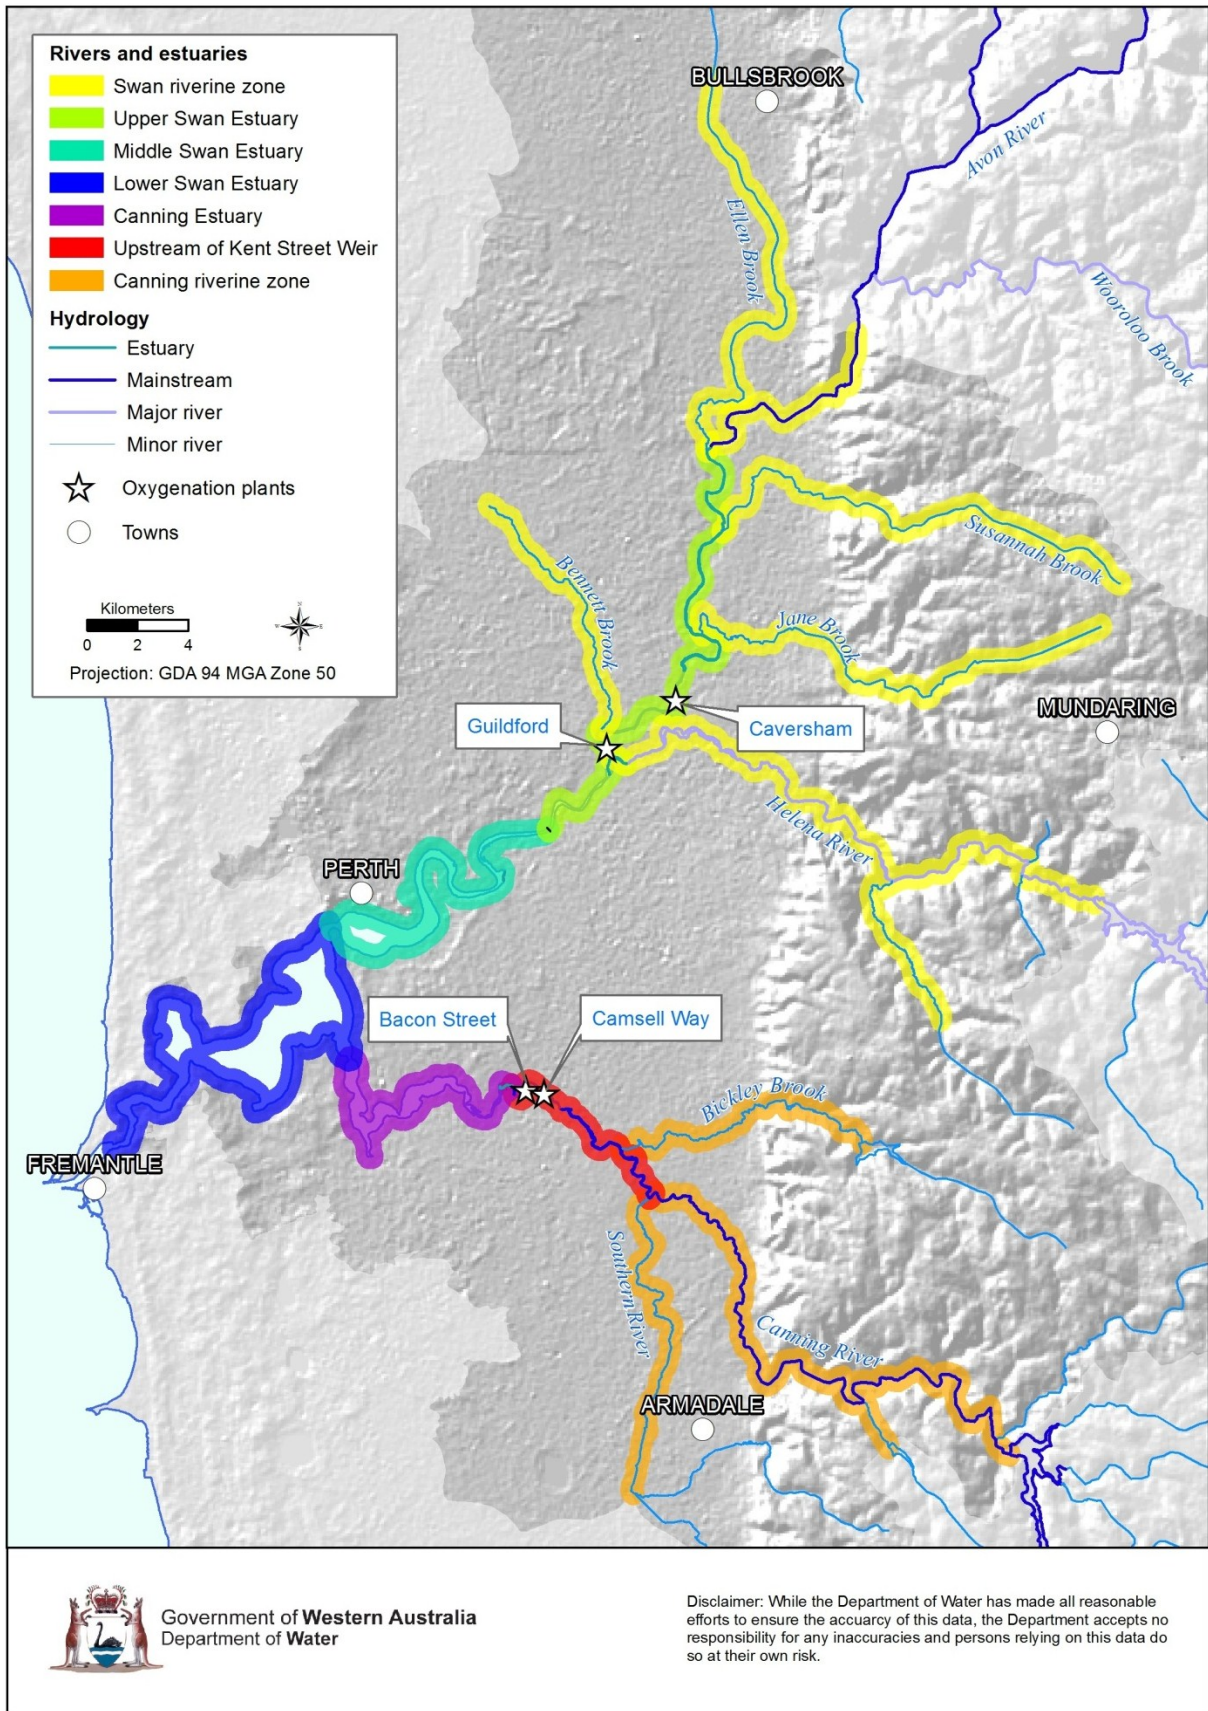 Rivers and estuaries
Swan riverine zone
Upper Swan Estuary
Middle Swan Estuary
Lower Swan Estuary
Canning Estuary
Upstream of Kent Street Weir
Canning riverine zone
Hydrology
Estuary
Mainstream
Major river
Minor river
Oxygenation plants
Towns
Kilometers
0 2 4
N
W E
S
Projection: GDA 94 MGA Zone 50
BULLSBROOK
Avon River
Ellen Brook
Wooroloo Brook
Susannah Brook
Bennett Brook
Jane Brook
MUNDARING
Guildford
Caversham
Helena River
PERTH
Bacon Street
Camsell Way
Bickley Brook
FREMANTLE
Southern River
Canning River
ARMADALE
Government of Western Australia
Department of Water
Disclaimer: While the Department of Water has made all reasonable
efforts to ensure the accuarcy of this data, the Department accepts no
responsibility for any inaccuracies and persons relying on this data do
so at their own risk.